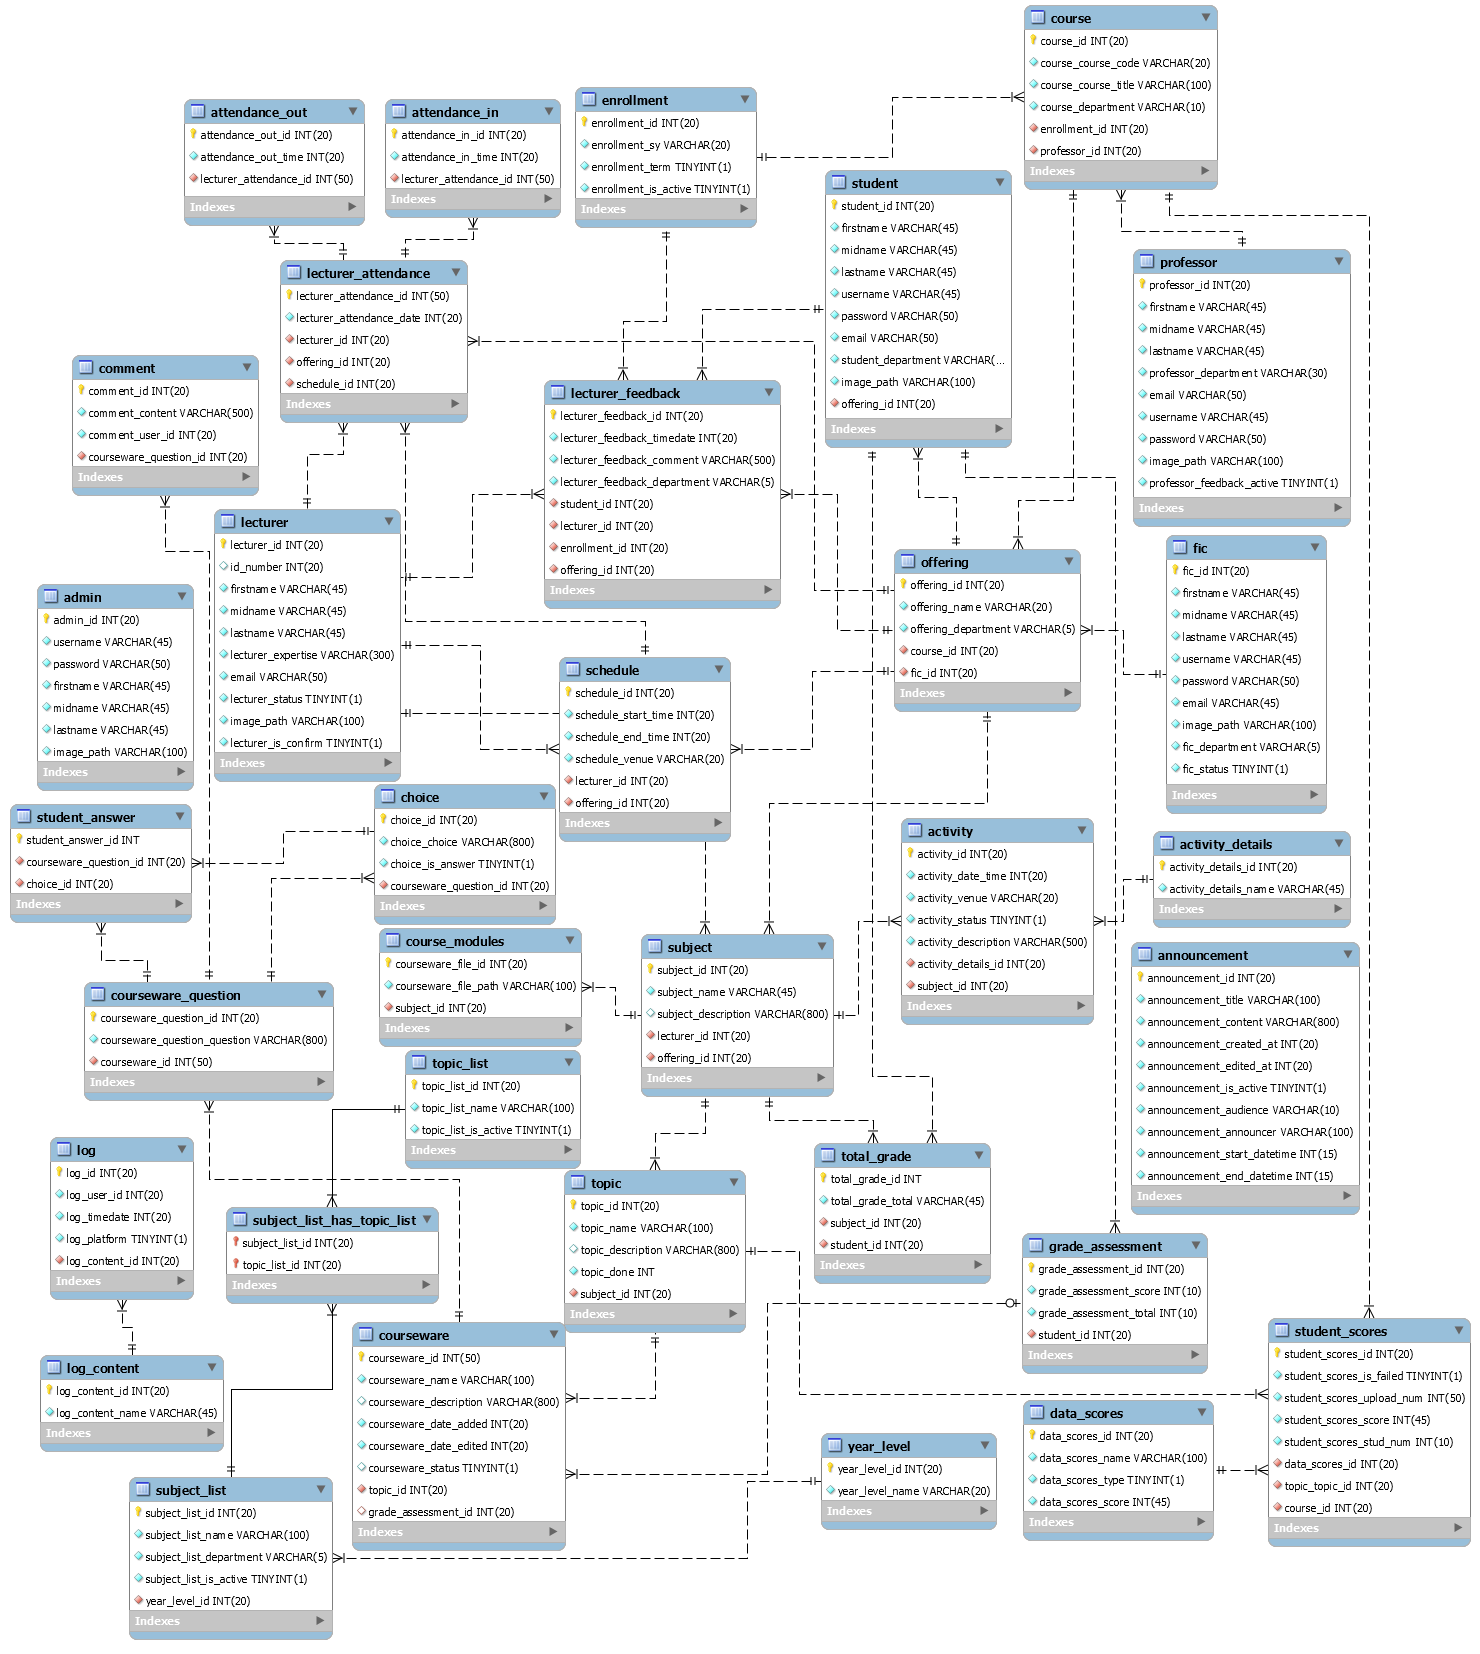 course
course_id INT(20)
course_course_code VARCHAR(20)
course_course_title VARCHAR(100)
course_department VARCHAR(10)
enrollment_id INT(20)
professor_id INT(20)
Indexes
attendance_out
attendance_out_id INT(20)
attendance_out_time INT(20)
lecturer_attendance_id INT(50)
Indexes
attendance_in
attendance_in_id INT(20)
attendance_in_time INT(20)
lecturer_attendance_id INT(50)
Indexes
enrollment
enrollment_id INT(20)
enrollment_sy VARCHAR(20)
enrollment_term TINYINT(1)
enrollment_is_active TINYINT(1)
Indexes
student
student_id INT(20)
firstname VARCHAR(45)
midname VARCHAR(45)
lastname VARCHAR(45)
username VARCHAR(45)
password VARCHAR(50)
email VARCHAR(50)
student_department VARCHAR(...
image_path VARCHAR(100)
offering_id INT(20)
Indexes
professor
professor_id INT(20)
firstname VARCHAR(45)
midname VARCHAR(45)
lastname VARCHAR(45)
professor_department VARCHAR(30)
email VARCHAR(50)
username VARCHAR(45)
password VARCHAR(50)
image_path VARCHAR(100)
professor_feedback_active TINYINT(1)
Indexes
lecturer_attendance
lecturer_attendance_id INT(50)
lecturer_attendance_date INT(20)
lecturer_id INT(20)
offering_id INT(20)
schedule_id INT(20)
Indexes
comment
comment_id INT(20)
comment_content VARCHAR(500)
comment_user_id INT(20)
courseware_question_id INT(20)
Indexes
lecturer_feedback
lecturer_feedback_id INT(20)
lecturer_feedback_timedate INT(20)
lecturer_feedback_comment VARCHAR(500)
lecturer_feedback_department VARCHAR(5)
student_id INT(20)
lecturer_id INT(20)
enrollment_id INT(20)
offering_id INT(20)
Indexes
lecturer
lecturer_id INT(20)
id_number INT(20)
firstname VARCHAR(45)
midname VARCHAR(45)
lastname VARCHAR(45)
lecturer_expertise VARCHAR(300)
email VARCHAR(50)
lecturer_status TINYINT(1)
image_path VARCHAR(100)
lecturer_is_confirm TINYINT(1)
Indexes
offering
offering_id INT(20)
offering_name VARCHAR(20)
offering_department VARCHAR(5)
course_id INT(20)
fic_id INT(20)
Indexes
fic
fic_id INT(20)
firstname VARCHAR(45)
midname VARCHAR(45)
lastname VARCHAR(45)
username VARCHAR(45)
password VARCHAR(50)
email VARCHAR(45)
image_path VARCHAR(100)
fic_department VARCHAR(5)
fic_status TINYINT(1)
Indexes
admin
admin_id INT(20)
username VARCHAR(45)
password VARCHAR(50)
firstname VARCHAR(45)
midname VARCHAR(45)
lastname VARCHAR(45)
image_path VARCHAR(100)
Indexes
schedule
schedule_id INT(20)
schedule_start_time INT(20)
schedule_end_time INT(20)
schedule_venue VARCHAR(20)
lecturer_id INT(20)
offering_id INT(20)
Indexes
choice
choice_id INT(20)
choice_choice VARCHAR(800)
choice_is_answer TINYINT(1)
courseware_question_id INT(20)
Indexes
student_answer
student_answer_id INT
courseware_question_id INT(20)
choice_id INT(20)
Indexes
activity
activity_id INT(20)
activity_date_time INT(20)
activity_venue VARCHAR(20)
activity_status TINYINT(1)
activity_description VARCHAR(500)
activity_details_id INT(20)
subject_id INT(20)
Indexes
activity_details
activity_details_id INT(20)
activity_details_name VARCHAR(45)
Indexes
course_modules
courseware_file_id INT(20)
courseware_file_path VARCHAR(100)
subject_id INT(20)
Indexes
subject
subject_id INT(20)
subject_name VARCHAR(45)
subject_description VARCHAR(800)
lecturer_id INT(20)
offering_id INT(20)
Indexes
announcement
announcement_id INT(20)
announcement_title VARCHAR(100)
announcement_content VARCHAR(800)
announcement_created_at INT(20)
announcement_edited_at INT(20)
announcement_is_active TINYINT(1)
announcement_audience VARCHAR(10)
announcement_announcer VARCHAR(100)
announcement_start_datetime INT(15)
announcement_end_datetime INT(15)
Indexes
courseware_question
courseware_question_id INT(20)
courseware_question_question VARCHAR(800)
courseware_id INT(50)
Indexes
topic_list
topic_list_id INT(20)
topic_list_name VARCHAR(100)
topic_list_is_active TINYINT(1)
Indexes
log
log_id INT(20)
log_user_id INT(20)
log_timedate INT(20)
log_platform TINYINT(1)
log_content_id INT(20)
Indexes
total_grade
total_grade_id INT
total_grade_total VARCHAR(45)
subject_id INT(20)
student_id INT(20)
Indexes
topic
topic_id INT(20)
topic_name VARCHAR(100)
topic_description VARCHAR(800)
topic_done INT
subject_id INT(20)
Indexes
subject_list_has_topic_list
subject_list_id INT(20)
topic_list_id INT(20)
Indexes
grade_assessment
grade_assessment_id INT(20)
grade_assessment_score INT(10)
grade_assessment_total INT(10)
student_id INT(20)
Indexes
student_scores
student_scores_id INT(20)
student_scores_is_failed TINYINT(1)
student_scores_upload_num INT(50)
student_scores_score INT(45)
student_scores_stud_num INT(10)
data_scores_id INT(20)
topic_topic_id INT(20)
course_id INT(20)
Indexes
courseware
courseware_id INT(50)
courseware_name VARCHAR(100)
courseware_description VARCHAR(800)
courseware_date_added INT(20)
courseware_date_edited INT(20)
courseware_status TINYINT(1)
topic_id INT(20)
grade_assessment_id INT(20)
Indexes
log_content
log_content_id INT(20)
log_content_name VARCHAR(45)
Indexes
data_scores
data_scores_id INT(20)
data_scores_name VARCHAR(100)
data_scores_type TINYINT(1)
data_scores_score INT(45)
Indexes
year_level
year_level_id INT(20)
year_level_name VARCHAR(20)
Indexes
subject_list
subject_list_id INT(20)
subject_list_name VARCHAR(100)
subject_list_department VARCHAR(5)
subject_list_is_active TINYINT(1)
year_level_id INT(20)
Indexes